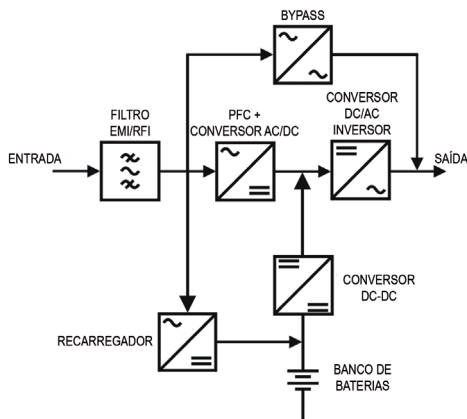 BYPASS
FILTRO
EMI/RFI
PFC +
CONVERSOR AC/DC
CONVERSOR
DC/AC
INVERSOR
ENTRADA
SAÍDA
CONVERSOR
DC-DC
RECARREGADOR
BANCO DE
BATERIAS